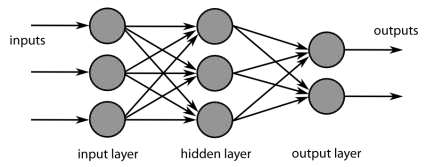 inputs
outputs
input layer
hidden layer
output layer